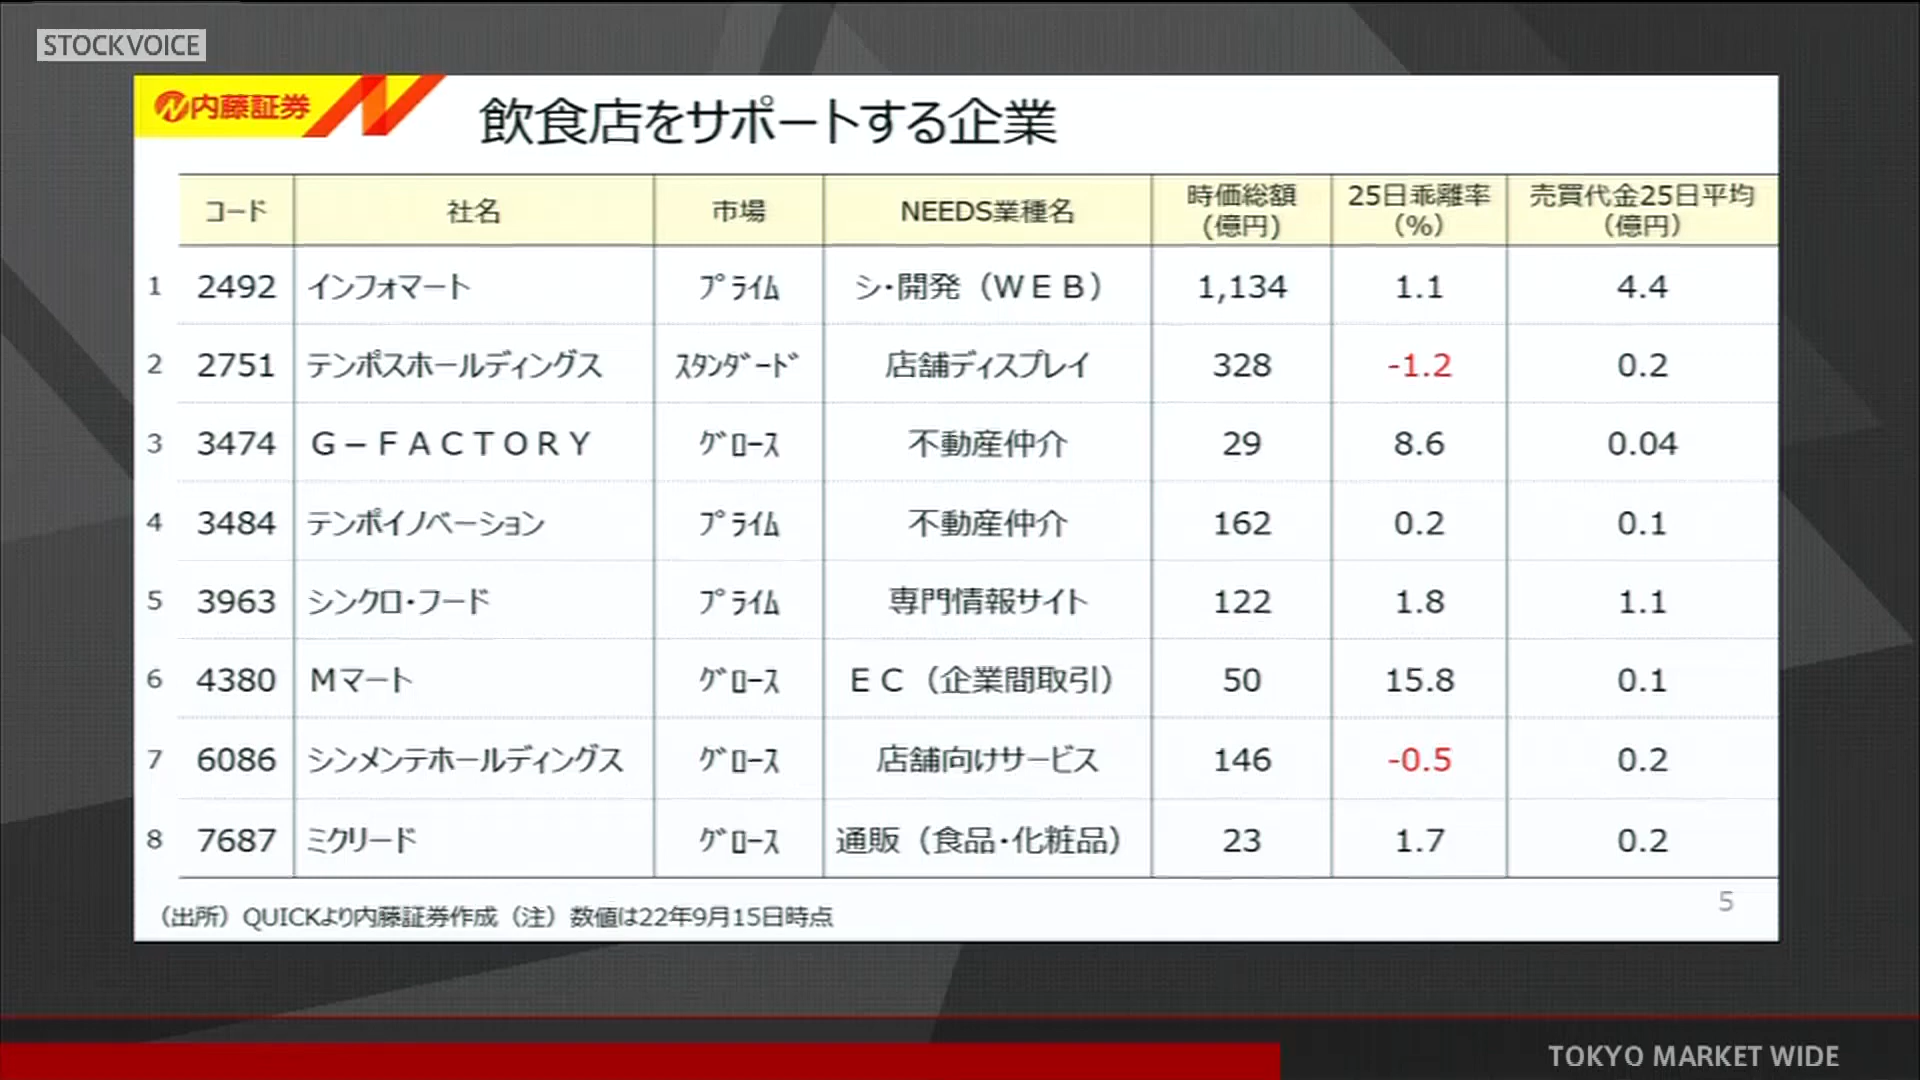 STOCKVOICE
内藤証券
飲食店をサポートする企業
コード 社名 市場 NEEDS業種名 時価総額(億円) 25日乖離率(%) 売買代金25日平均(億円)
1 2492 インフォマート ﾌﾟﾗｲﾑ シ・開発（ＷＥＢ） 1,134 1.1 4.4
2 2751 テンポスホールディングス ｽﾀﾝﾀﾞｰﾄﾞ 店舗ディスプレイ 328 -1.2 0.2
3 3474 Ｇ－ＦＡＣＴＯＲＹ ｸﾞﾛｰｽ 不動産仲介 29 8.6 0.04
4 3484 テンポイノベーション ﾌﾟﾗｲﾑ 不動産仲介 162 0.2 0.1
5 3963 シンクロ・フード ﾌﾟﾗｲﾑ 専門情報サイト 122 1.8 1.1
6 4380 Ｍマート ｸﾞﾛｰｽ ＥＣ（企業間取引） 50 15.8 0.1
7 6086 シンメンテホールディングス ｸﾞﾛｰｽ 店舗向けサービス 146 -0.5 0.2
8 7687 ミクリード ｸﾞﾛｰｽ 通販（食品・化粧品） 23 1.7 0.2
（出所）QUICKより内藤証券作成（注）数値は22年9月15日時点
5
TOKYO MARKET WIDE